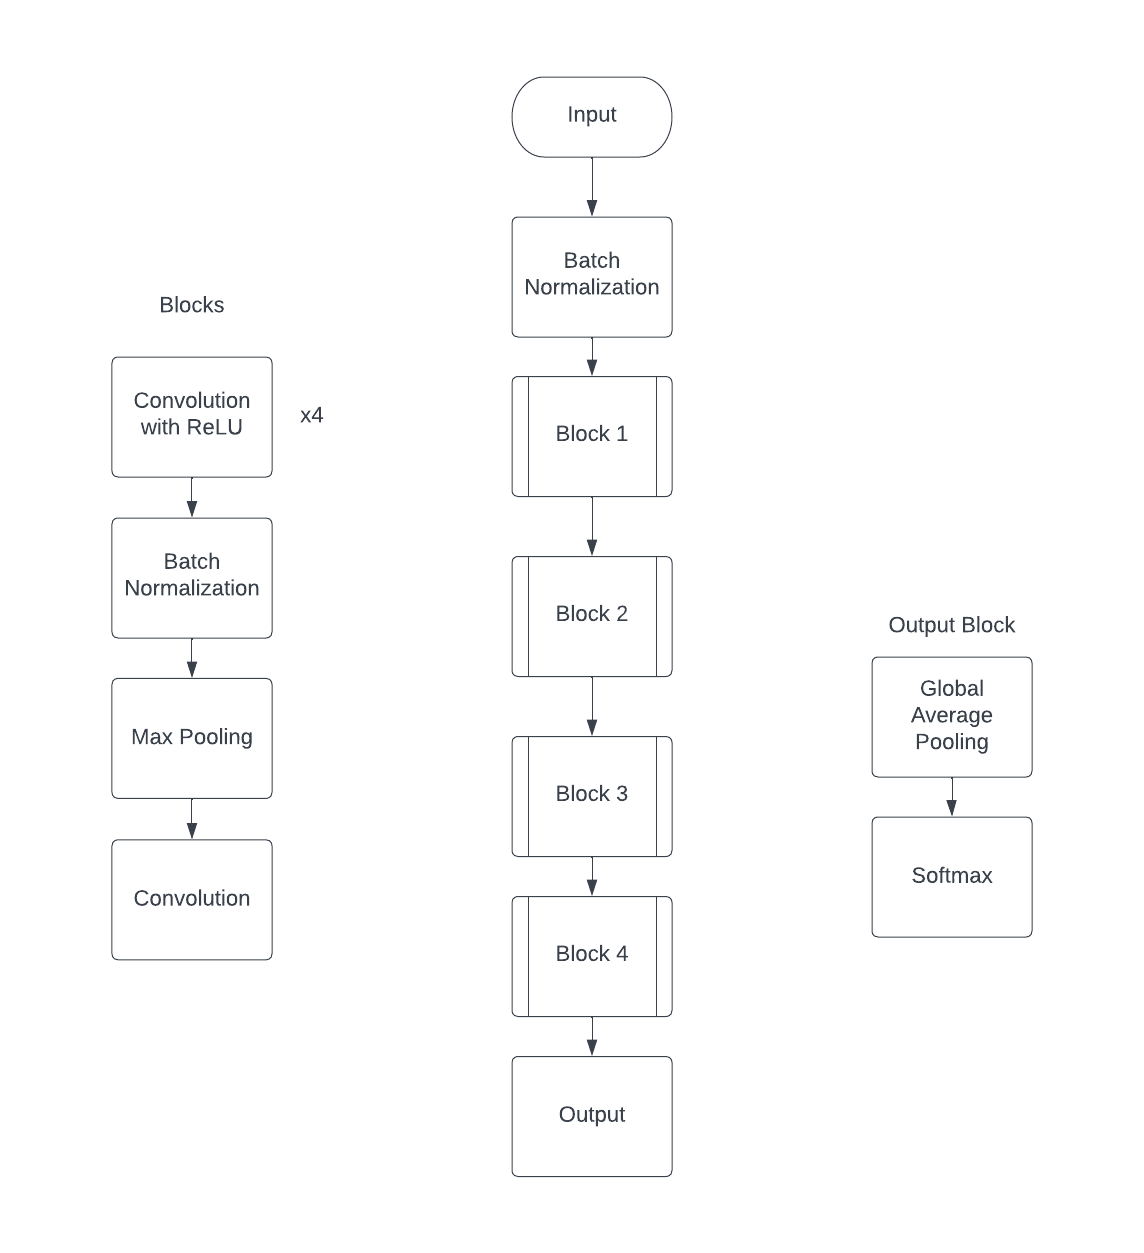 Input
Batch
Normalization
Block 1
Block 2
Block 3
Block 4
Output
Blocks
Convolution
with ReLU
x4
Batch
Normalization
Max Pooling
Convolution
Output Block
Global
Average
Pooling
Softmax